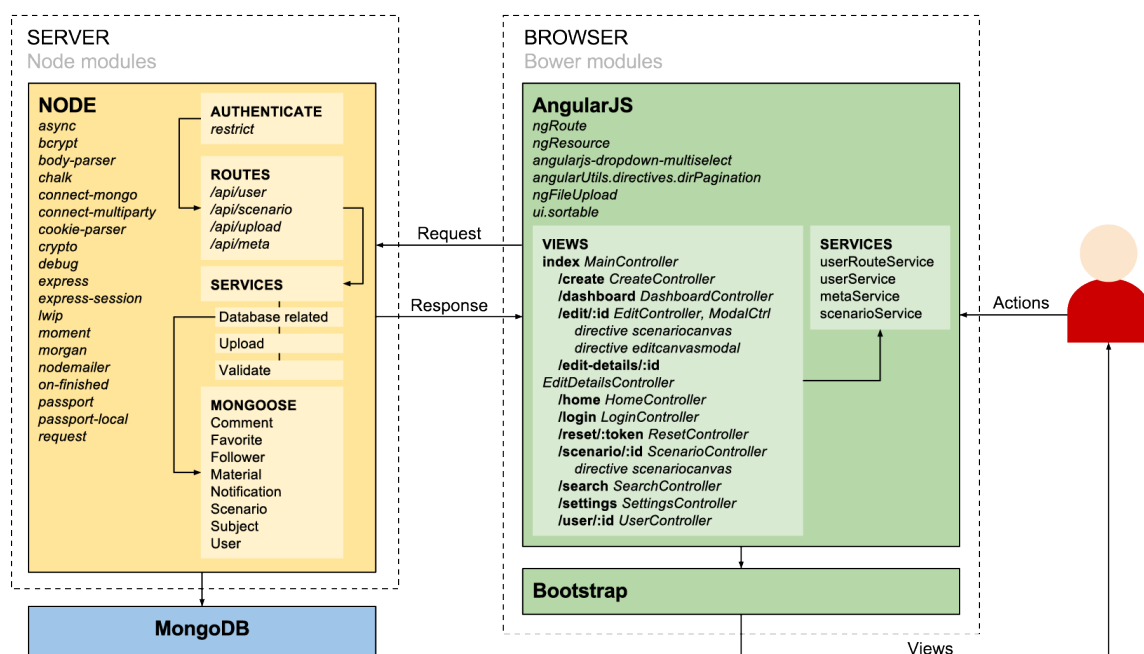 SERVER
Node modules
NODE
async
bcrypt
body-parser
chalk
connect-mongo
connect-multiparty
cookie-parser
crypto
debug
express
express-session
lwip
moment
morgan
nodemailer
on-finished
passport
passport-local
request
AUTHENTICATE
restrict
ROUTES
/api/user
/api/scenario
/api/upload
/api/meta
SERVICES
Database related
Upload
Validate
MONGOOSE
Comment
Favorite
Follower
Material
Notification
Scenario
Subject
User
MongoDB
Request
Response
BROWSER
Bower modules
AngularJS
ngRoute
ngResource
angularjs-dropdown-multiselect
angularUtils.directives.dirPagination
ngFileUpload
ui.sortable
VIEWS
index MainController
/create CreateController
/dashboard DashboardController
/edit/:id EditController, ModalCtrl
directive scenariocanvas
directive editcanvasmodal
/edit-details/:id
EditDetailsController
/home HomeController
/login LoginController
/reset/:token ResetController
/scenario/:id ScenarioController
directive scenariocanvas
/search SearchController
/settings SettingsController
/user/:id UserController
SERVICES
userRouteService
userService
metaService
scenarioService
Bootstrap
Actions
Views